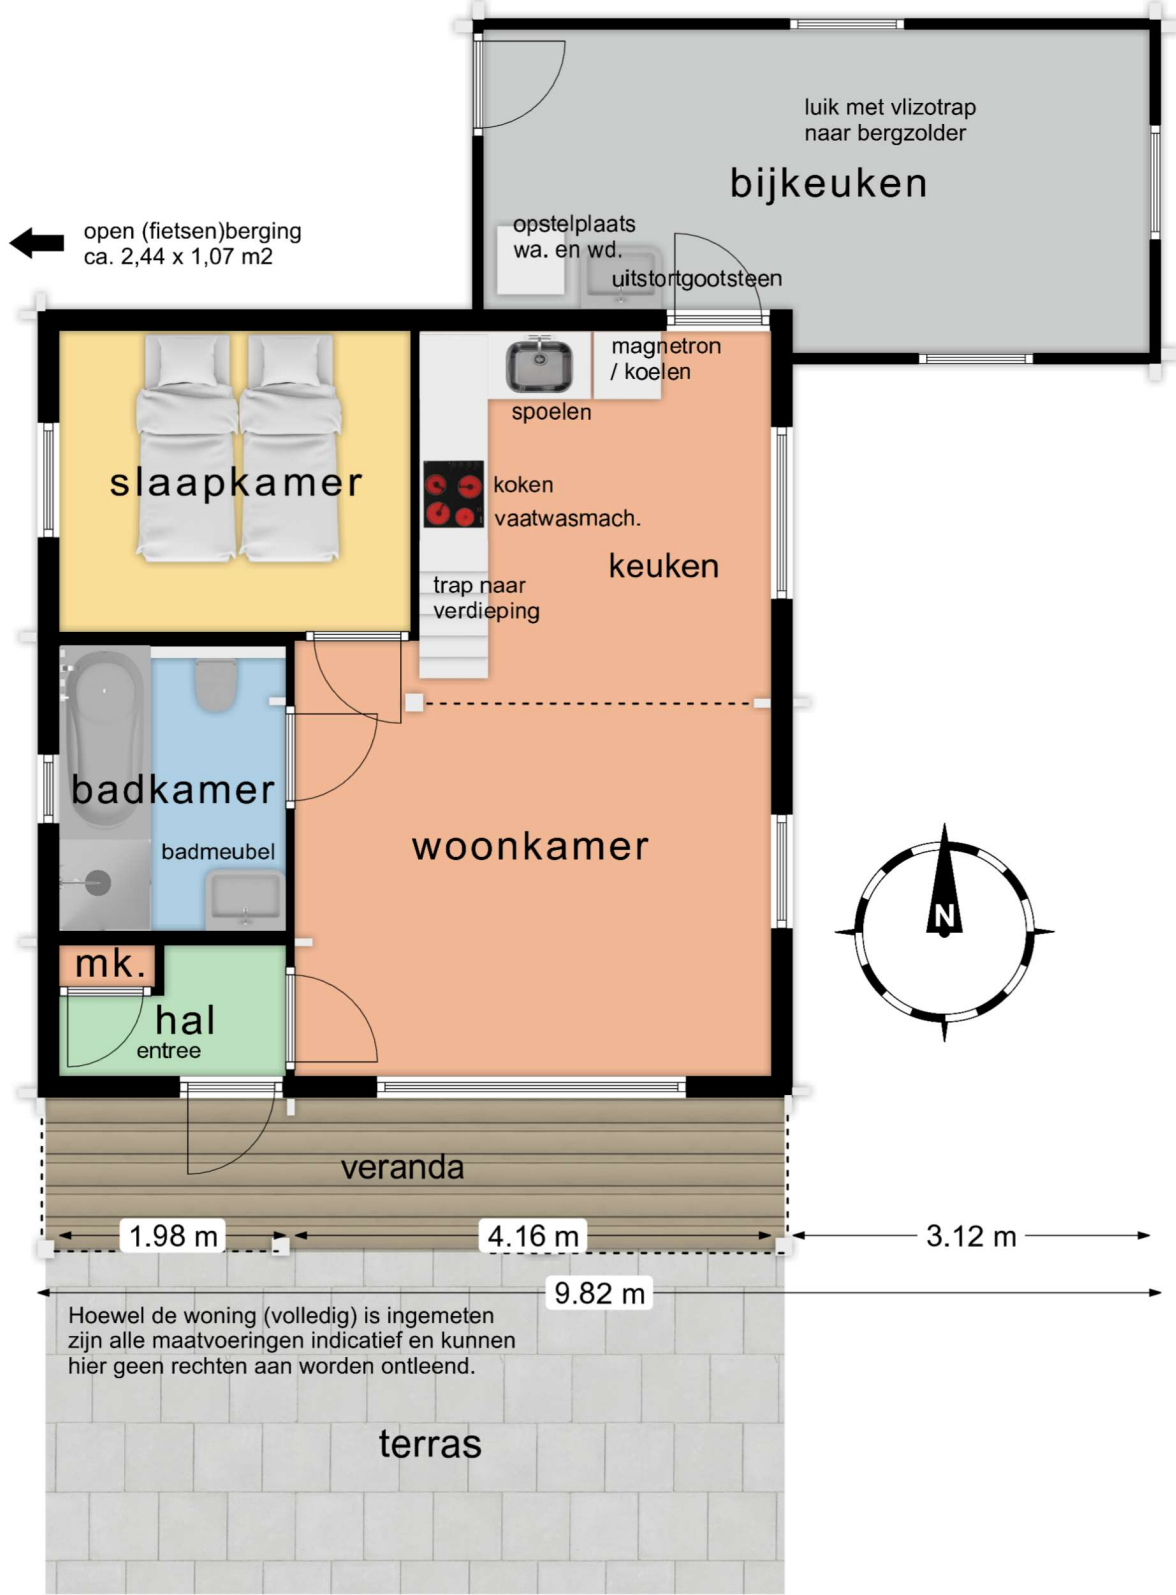 luik met vlizotrap
naar bergzolder
bijkeuken
opstelplaats
wa. en wd.
uitstortgootsteen
open (fietsen)berging
ca. 2,44 x 1,07 m2
magnetron
/ koelen
spoelen
slaapkamer
koken
vaatwasmach.
keuken
trap naar
verdieping
badkamer
badmeubel
woonkamer
N
mk.
hal
entree
veranda
1.98 m
4.16 m
3.12 m
9.82 m
Hoewel de woning (volledig) is ingemeten
zijn alle maatvoeringen indicatief en kunnen
hier geen rechten aan worden ontleend.
terras